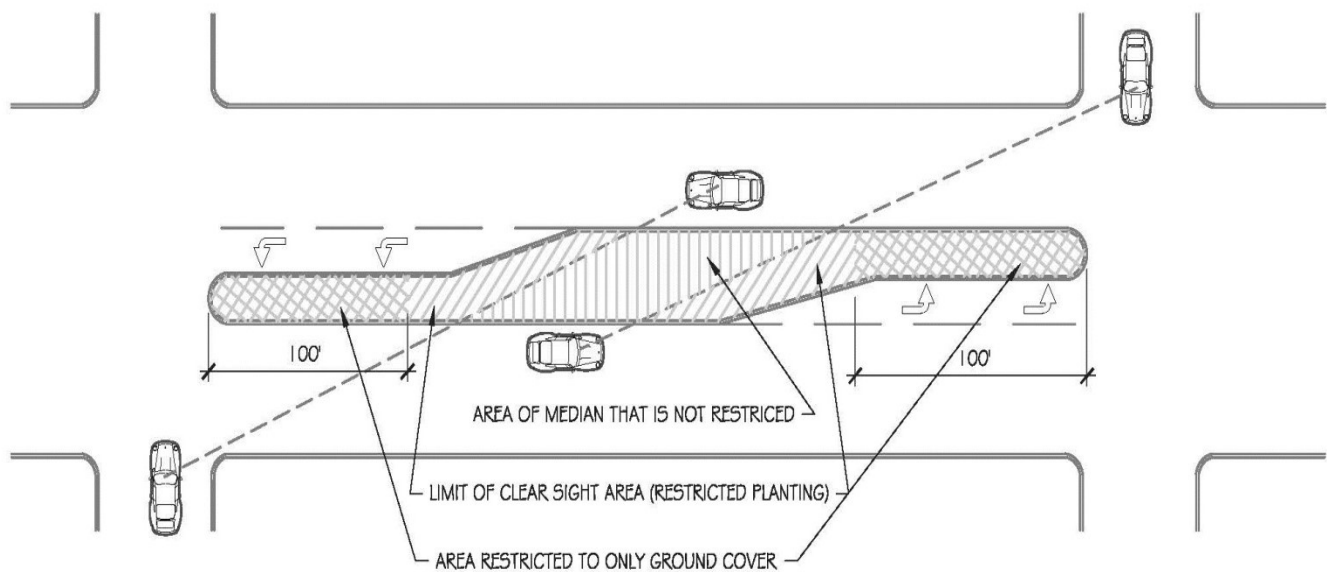 100'
100'
AREA OF MEDIAN THAT IS NOT RESTRICED
LIMIT OF CLEAR SIGHT AREA (RESTRICTED PLANTING)
AREA RESTRICTED TO ONLY GROUND COVER